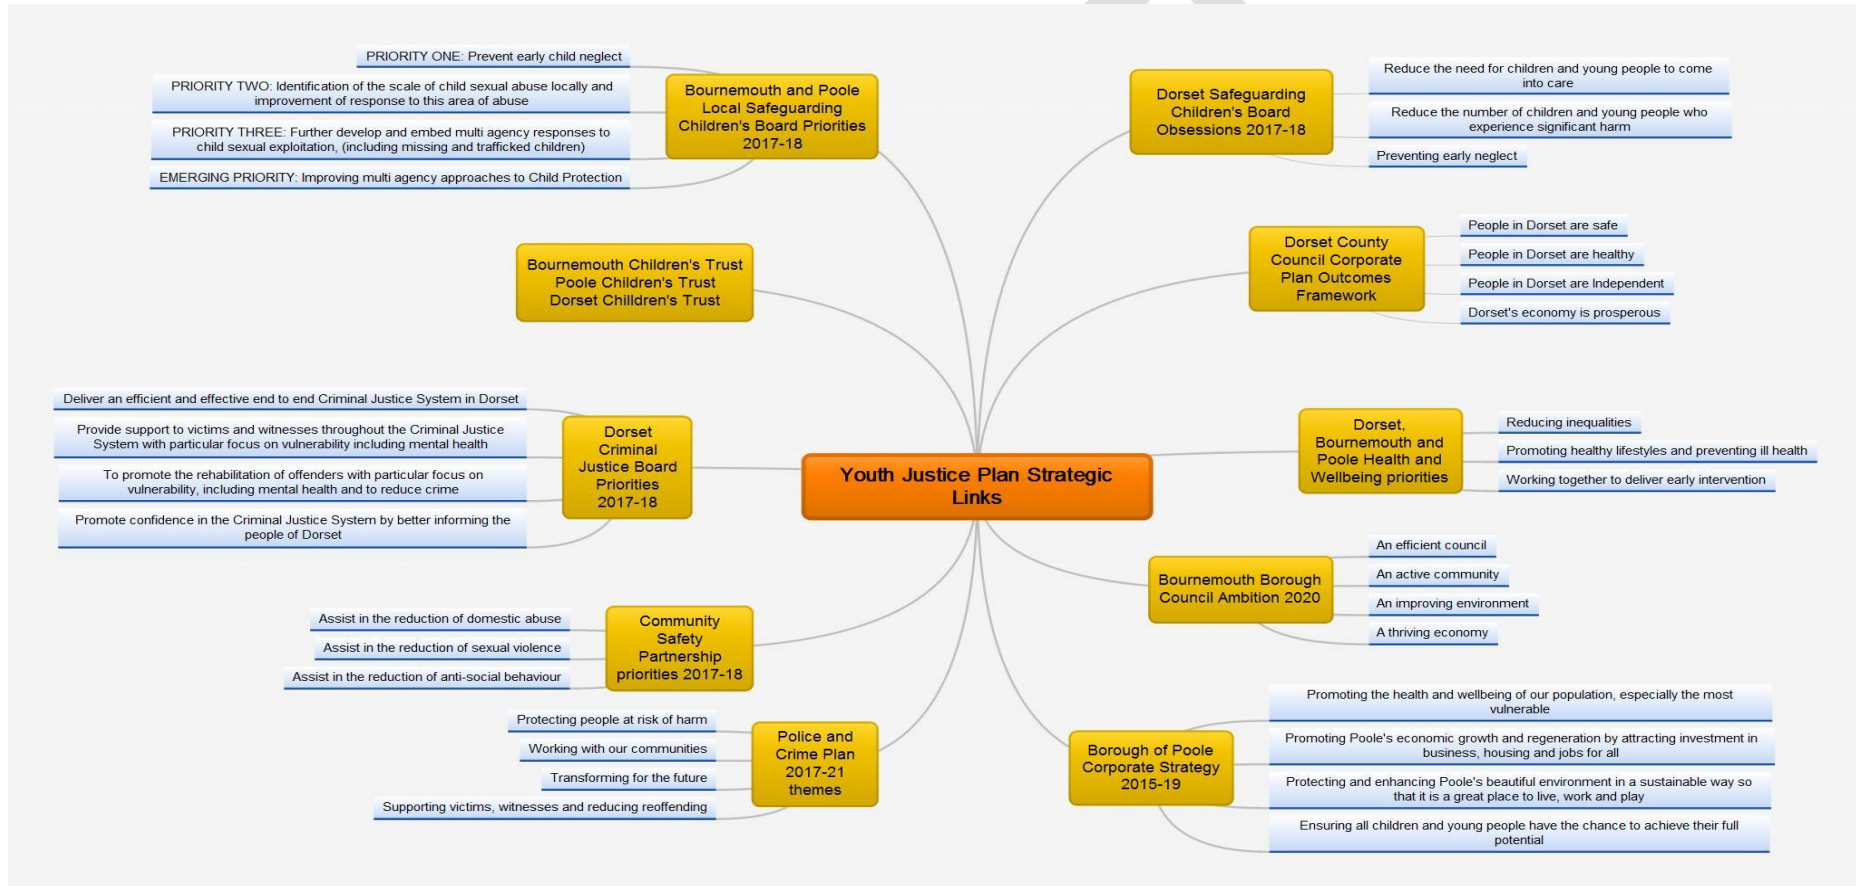 PRIORITY ONE: Prevent early child neglect
PRIORITY TWO: Identification of the scale of child sexual abuse locally and
improvement of response to this area of abuse
PRIORITY THREE: Further develop and embed multi agency responses to
child sexual exploitation, (including missing and trafficked children)
EMERGING PRIORITY: Improving multi agency approaches to Child Protection
Bournemouth and Poole
Local Safeguarding
Children's Board Priorities
2017-18
Dorset Safeguarding
Children's Board
Obsessions 2017-18
Reduce the need for children and young people to come
into care
Reduce the number of children and young people who
experience significant harm
Preventing early neglect
Bournemouth Children's Trust
Poole Children's Trust
Dorset Chilldren's Trust
Dorset County
Council Corporate
Plan Outcomes
Framework
People in Dorset are safe
People in Dorset are healthy
People in Dorset are Independent
Dorset's economy is prosperous
Deliver an efficient and effective end to end Criminal Justice System in Dorset
Provide support to victims and witnesses throughout the Criminal Justice
System with particular focus on vulnerability including mental health
To promote the rehabilitation of offenders with particular focus on
vulnerability, including mental health and to reduce crime
Promote confidence in the Criminal Justice System by better informing the
people of Dorset
Dorset
Criminal
Justice Board
Priorities
2017-18
Youth Justice Plan Strategic
Links
Dorset,
Bournemouth and
Poole Health and
Wellbeing priorities
Reducing inequalities
Promoting healthy lifestyles and preventing ill health
Working together to deliver early intervention
Bournemouth Borough
Council Ambition 2020
An efficient council
An active community
An improving environment
A thriving economy
Assist in the reduction of domestic abuse
Assist in the reduction of sexual violence
Assist in the reduction of anti-social behaviour
Community
Safety
Partnership
priorities 2017-18
Protecting people at risk of harm
Working with our communities
Transforming for the future
Supporting victims, witnesses and reducing reoffending
Police and
Crime Plan
2017-21
themes
Borough of Poole
Corporate Strategy
2015-19
Promoting the health and wellbeing of our population, especially the most
vulnerable
Promoting Poole's economic growth and regeneration by attracting investment in
business, housing and jobs for all
Protecting and enhancing Poole's beautiful environment in a sustainable way so
that it is a great place to live, work and play
Ensuring all children and young people have the chance to achieve their full
potential